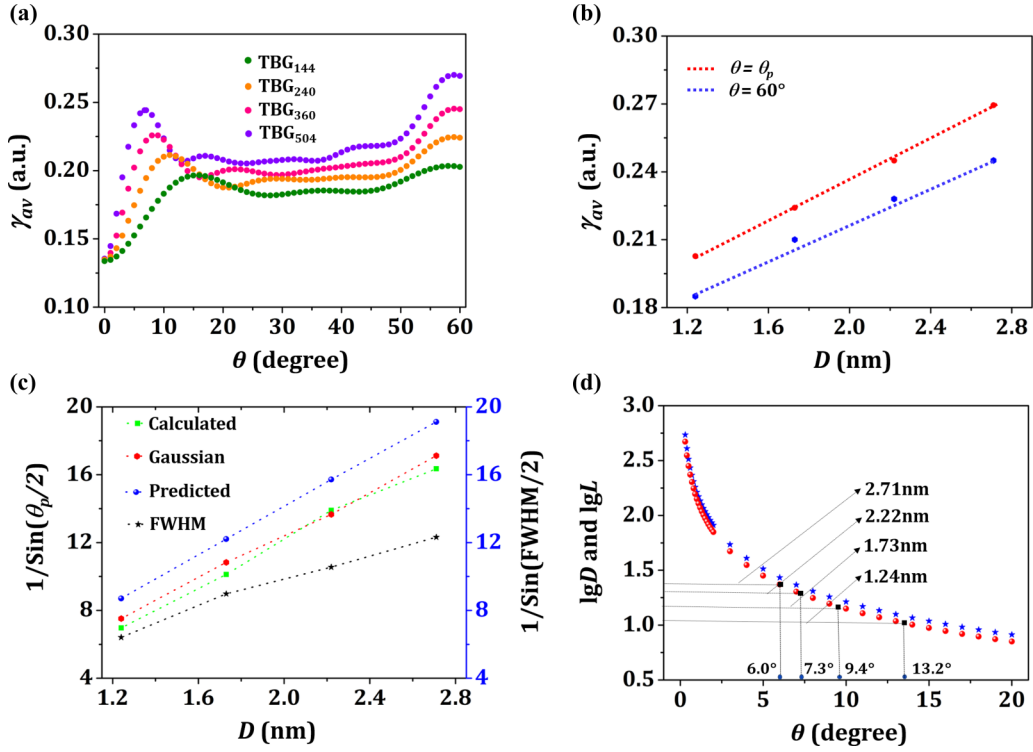 (a)
0.30
0.25
0.20
0.15
0.10
γav (a.u.)
TBG144
TBG240
TBG360
TBG504
0 10 20 30 40 50 60
θ (degree)
(b)
0.30
0.27
0.24
0.21
0.18
γav (a.u.)
θ = θp
θ = 60°
1.2 1.6 2.0 2.4 2.8
D (nm)
(c)
20
16
12
8
4
1/Sin(θp/2)
Calculated
Gaussian
Predicted
FWHM
20
16
12
8
4
1/Sin(FWHM/2)
1.2 1.6 2.0 2.4 2.8
D (nm)
(d)
3.0
2.5
2.0
1.5
1.0
0.5
lgD and lgL
2.71nm
2.22nm
1.73nm
1.24nm
6.0° 7.3° 9.4° 13.2°
0 5 10 15 20
θ (degree)